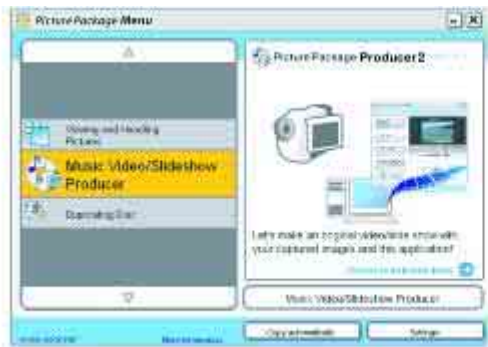 Picture Package Menu
Picture Package Producer2
Viewing and Handling
Pictures
Music Video/Slideshow
Producer
Let's make an original video/slide show with
your captured images and this application!
Music Video/Slideshow Producer
Settings